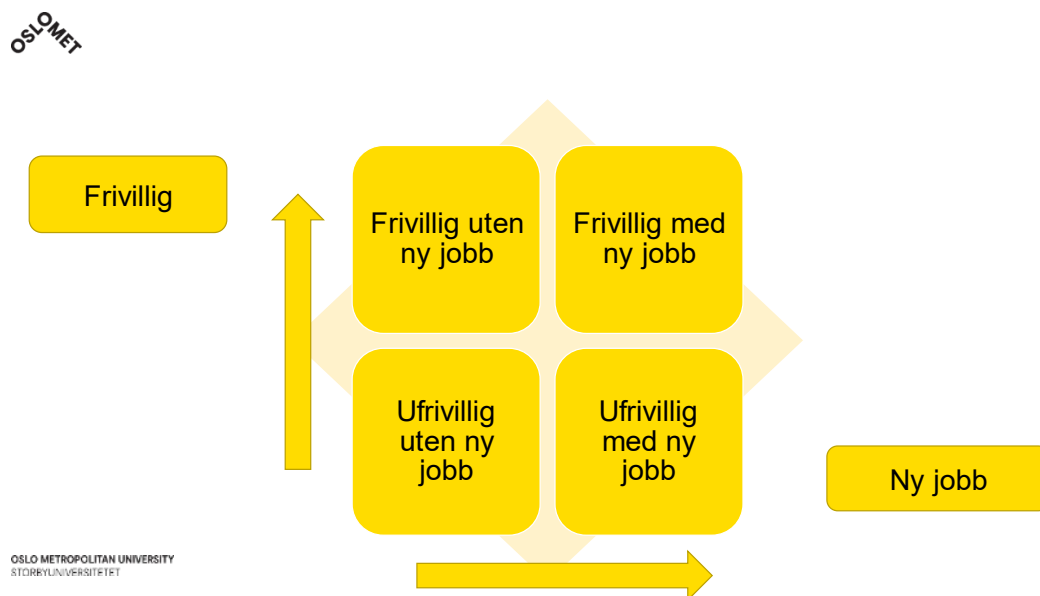 OSLOMET
Frivillig
Frivillig uten
ny jobb
Frivillig med
ny jobb
Ufrivillig
uten ny
jobb
Ufrivillig
med ny
jobb
Ny jobb
OSLO METROPOLITAN UNIVERSITY
STORBYUNIVERSITETET